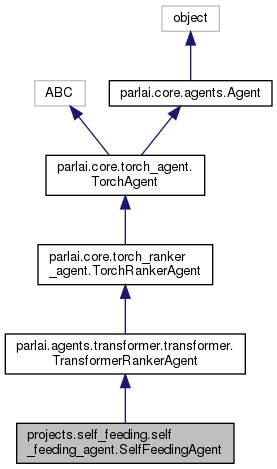 object
ABC
parlai.core.agents.Agent
parlai.core.torch_agent.
TorchAgent
parlai.core.torch_ranker
_agent.TorchRankerAgent
parlai.agents.transformer.transformer.
TransformerRankerAgent
projects.self_feeding.self
_feeding_agent.SelfFeedingAgent